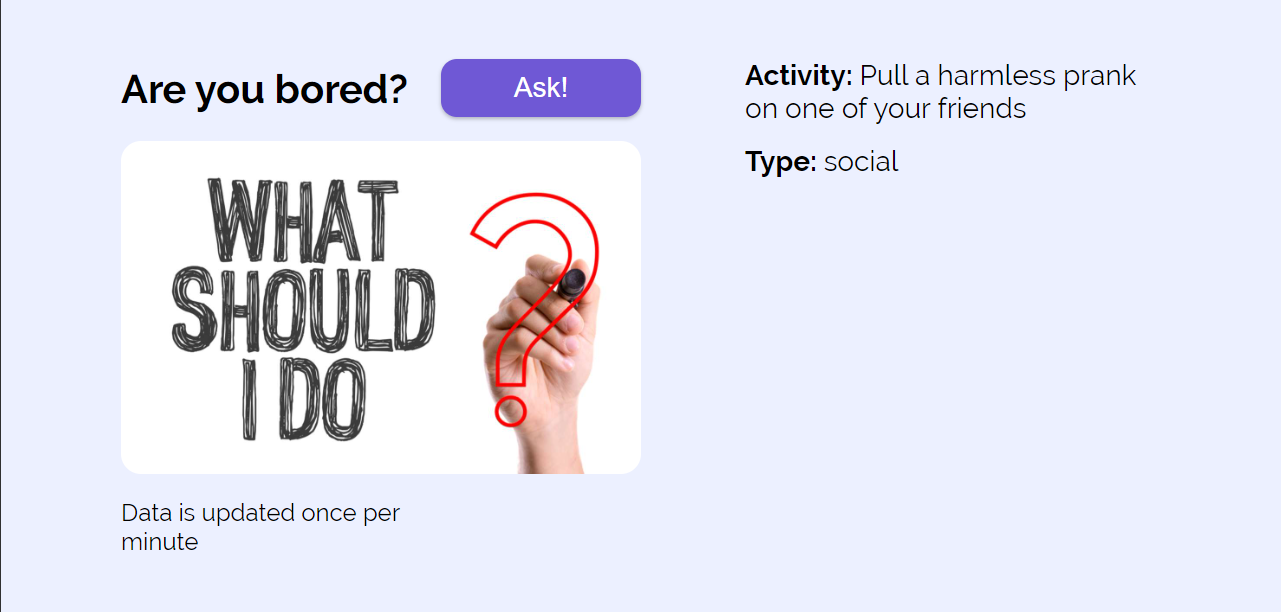 Are you bored?
Ask!
WHAT
SHOULD
I DO
?
Data is updated once per
minute
Activity: Pull a harmless prank
on one of your friends
Type: social